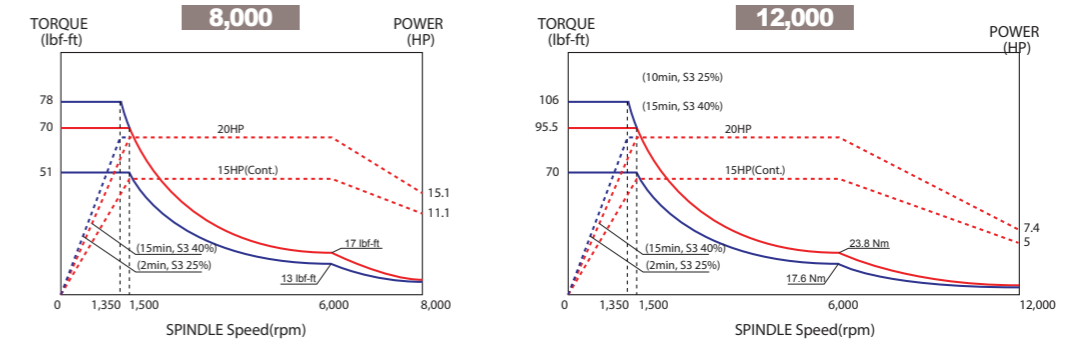 8,000
TORQUE
(lbf-ft)
POWER
(HP)
78
70
51
20HP
15HP(Cont.)
15.1
11.1
(15min, S3 40%)
(2min, S3 25%)
17 lbf-ft
13 lbf-ft
0
1,350
1,500
6,000
8,000
SPINDLE Speed(rpm)
12,000
TORQUE
(lbf-ft)
POWER
(HP)
(10min, S3 25%)
(15min, S3 40%)
106
95.5
70
20HP
15HP(Cont.)
7.4
5
(15min, S3 40%)
(2min, S3 25%)
23.8 Nm
17.6 Nm
0
1,350
1,500
6,000
12,000
SPINDLE Speed(rpm)